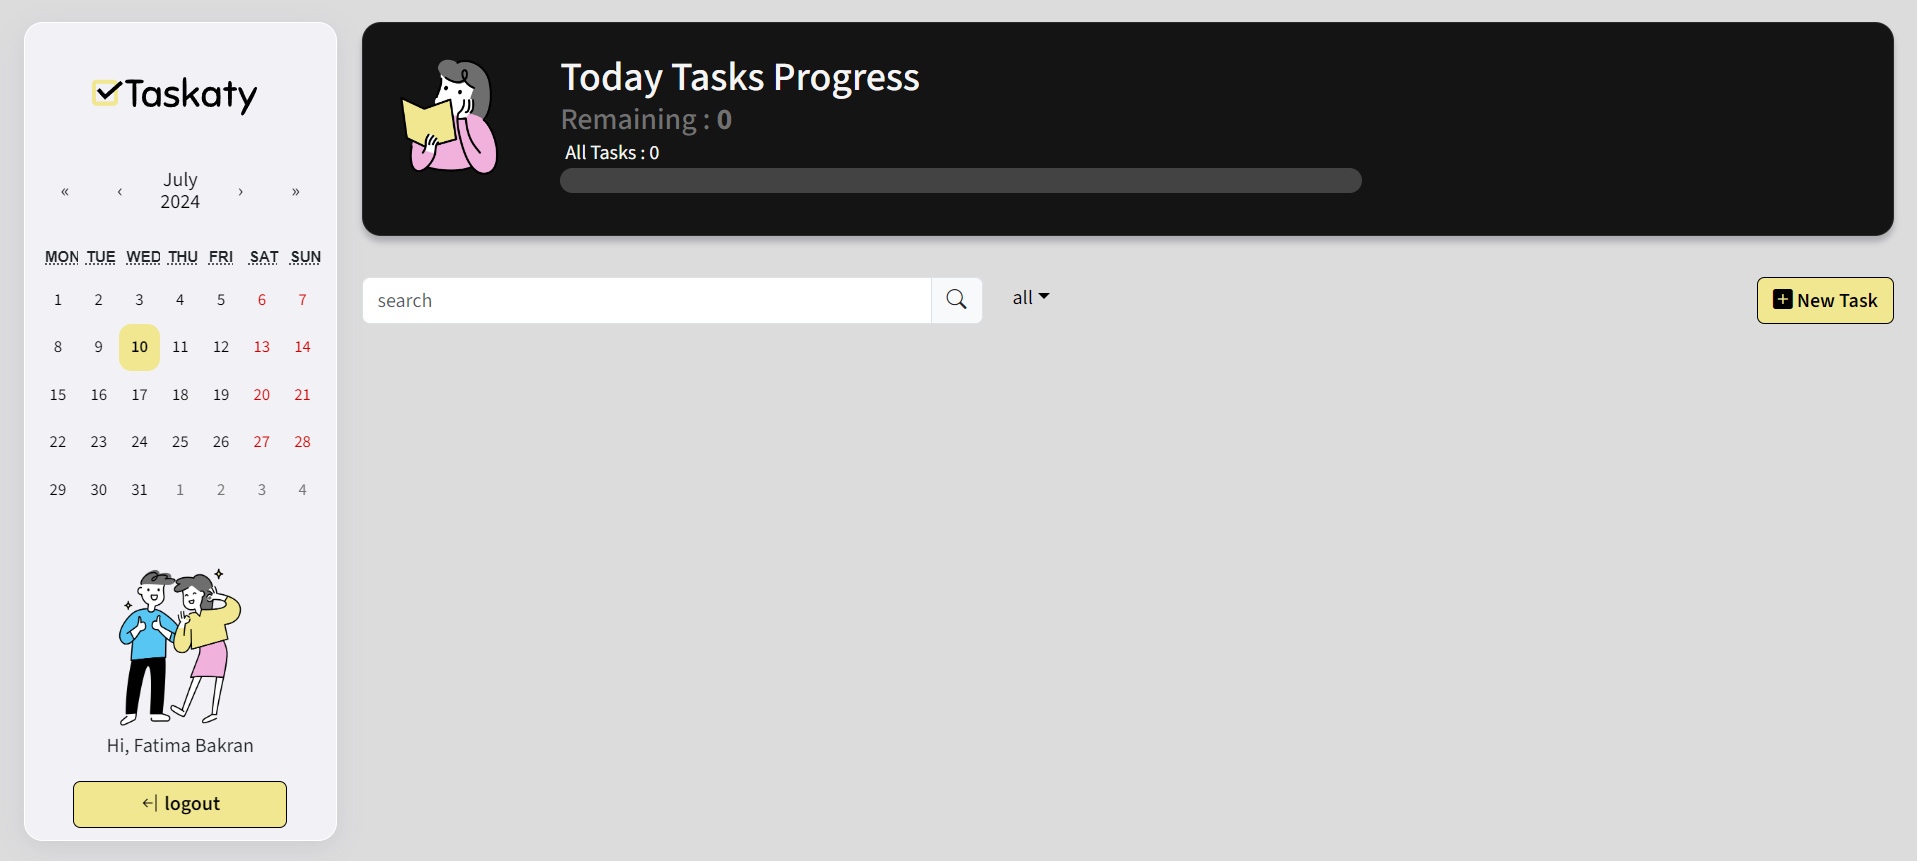 Taskaty
« ‹ July 2024 › »
MON TUE WED THU FRI SAT SUN
1 2 3 4 5 6 7
8 9 10 11 12 13 14
15 16 17 18 19 20 21
22 23 24 25 26 27 28
29 30 31 1 2 3 4
Hi, Fatima Bakran
logout
Today Tasks Progress
Remaining : 0
All Tasks : 0
search
all
New Task